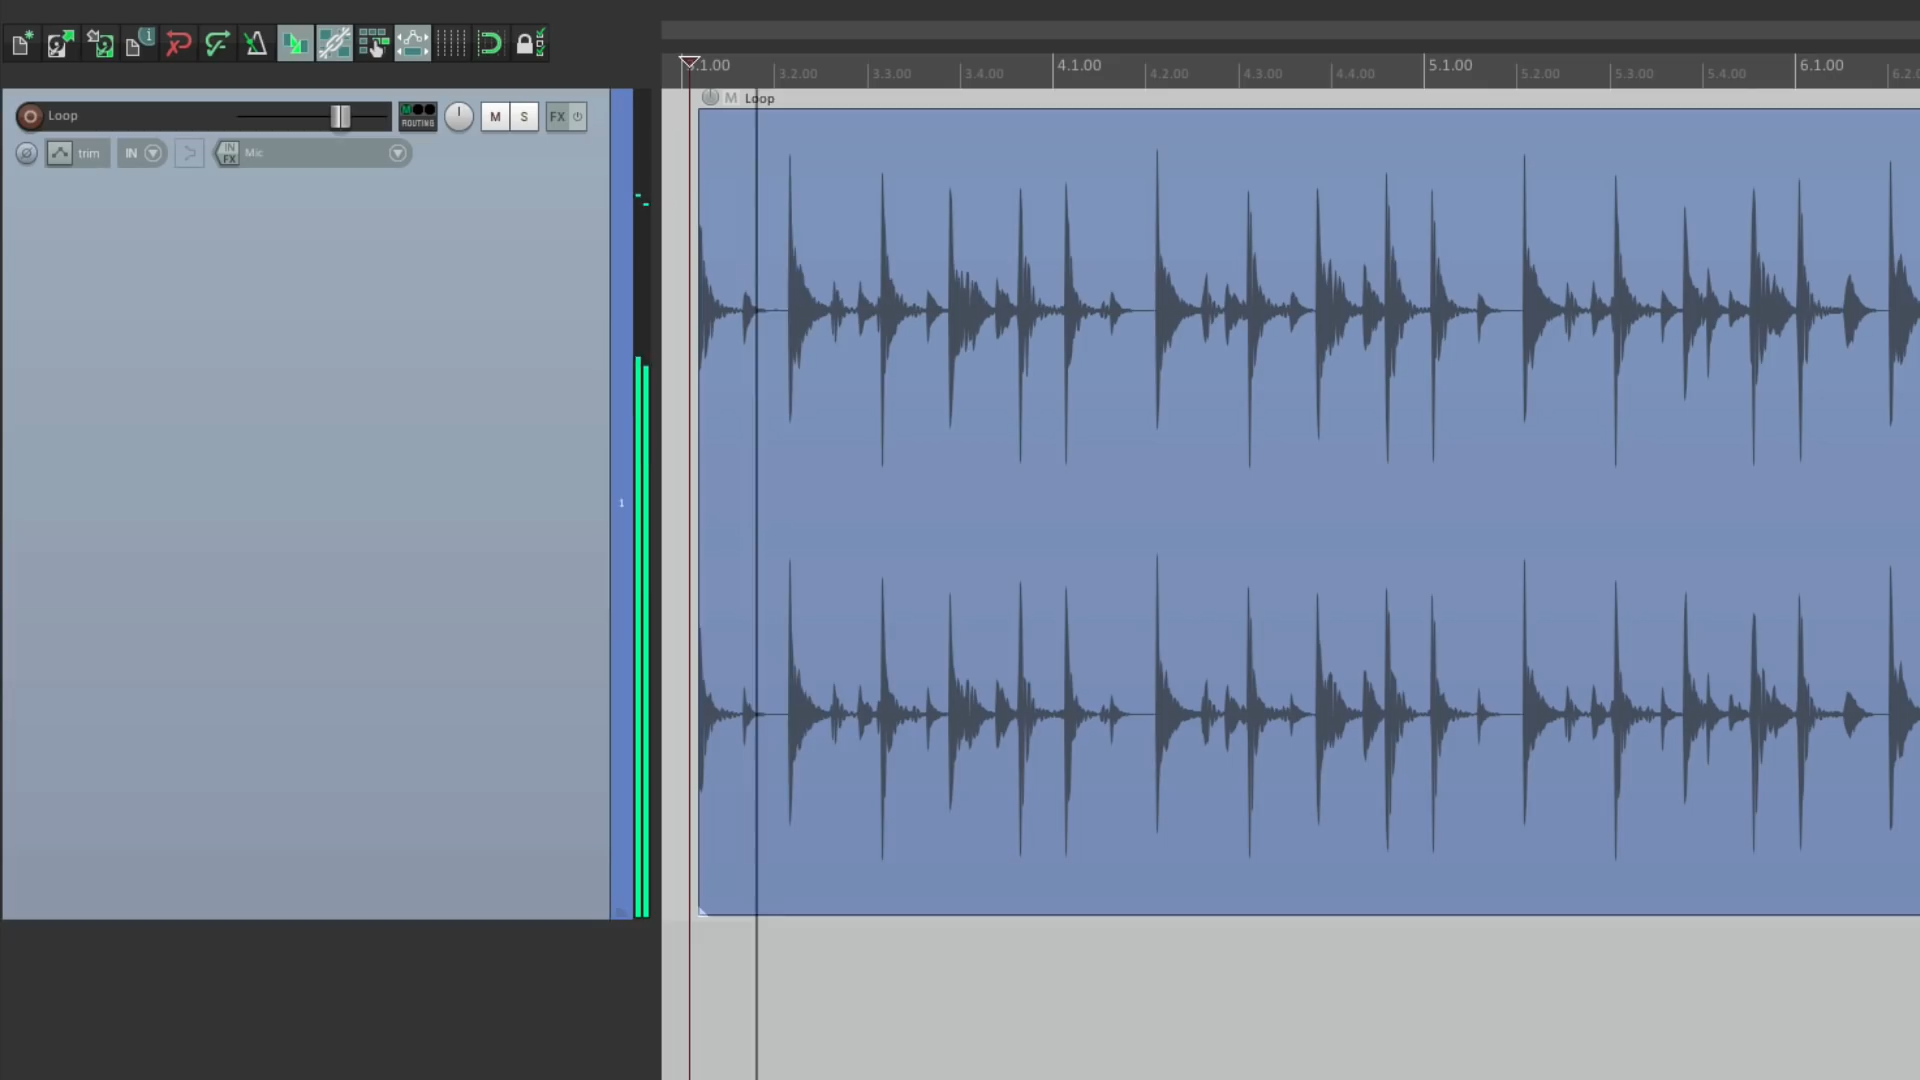 .1.00 3.2.00 3.3.00 3.4.00 4.1.00 4.2.00 4.3.00 4.4.00 5.1.00 5.2.00 5.3.00 5.4.00 6.1.00 6.2.0
M Loop
Loop M ROUTING M S FX
trim IN IN FX Mic
1